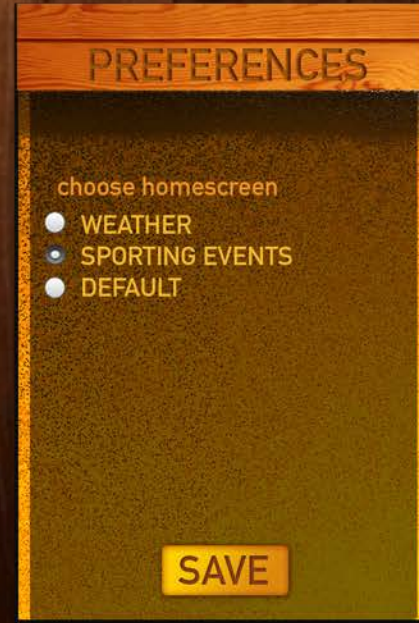 PREFERENCES
choose homescreen
WEATHER
SPORTING EVENTS
DEFAULT
SAVE